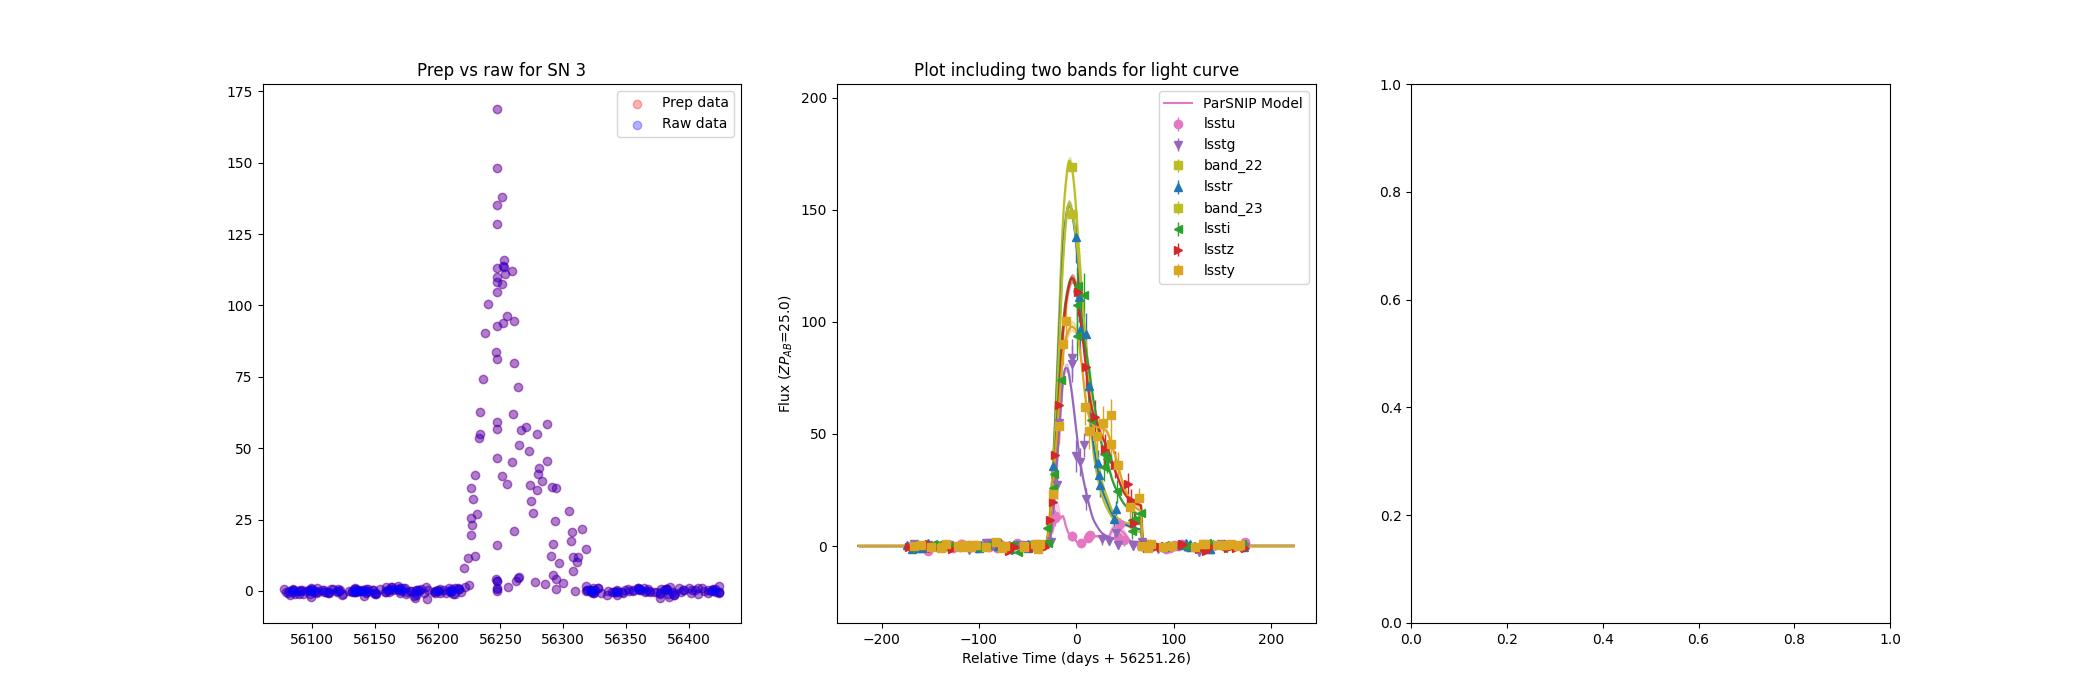 Prep vs raw for SN 3
175
150
125
100
75
50
25
0
56100 56150 56200 56250 56300 56350 56400
Prep data
Raw data
Plot including two bands for light curve
Flux (ZP_AB=25.0)
200
150
100
50
0
−200 −100 0 100 200
Relative Time (days + 56251.26)
ParSNIP Model
lsstu
lsstg
band_22
lsstr
band_23
lssti
lsstz
lssty
1.0
0.8
0.6
0.4
0.2
0.0
0.0 0.2 0.4 0.6 0.8 1.0